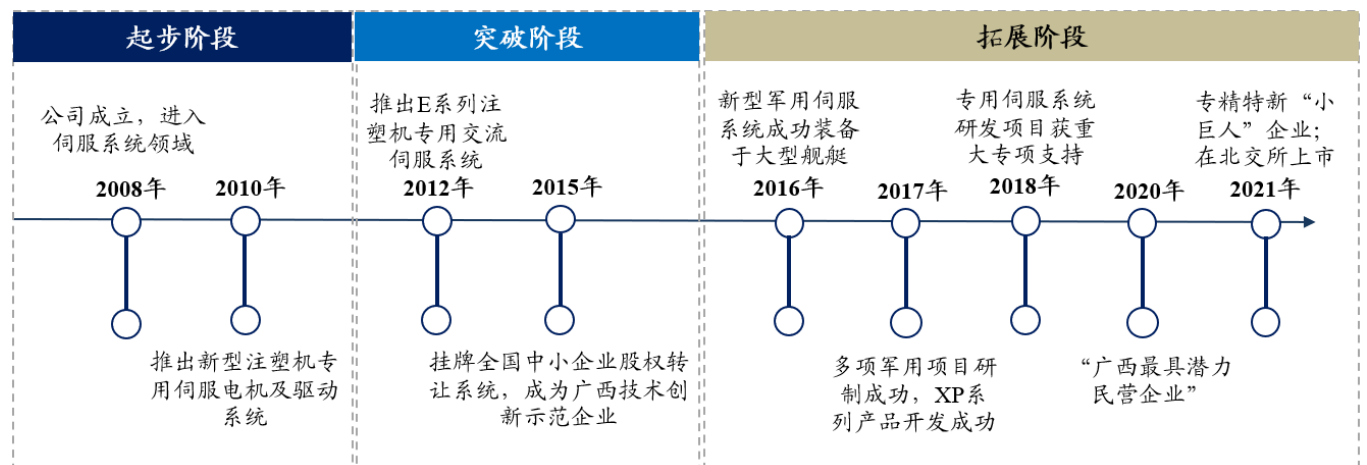 起步阶段
突破阶段
拓展阶段
公司成立，进入
伺服系统领域
推出E系列注
塑机专用交流
伺服系统
新型军用伺服
系统成功装备
于大型舰艇
专用伺服系统
研发项目获重
大专项支持
专精特新“小
巨人”企业；
在北交所上市
2008年
2010年
2012年
2015年
2016年
2017年
2018年
2020年
2021年
推出新型注塑机专
用伺服电机及驱动
系统
挂牌全国中小企业股权转
让系统，成为广西技术创
新示范企业
多项军用项目研
制成功，XP系
列产品开发成功
“广西最具潜力
民营企业”